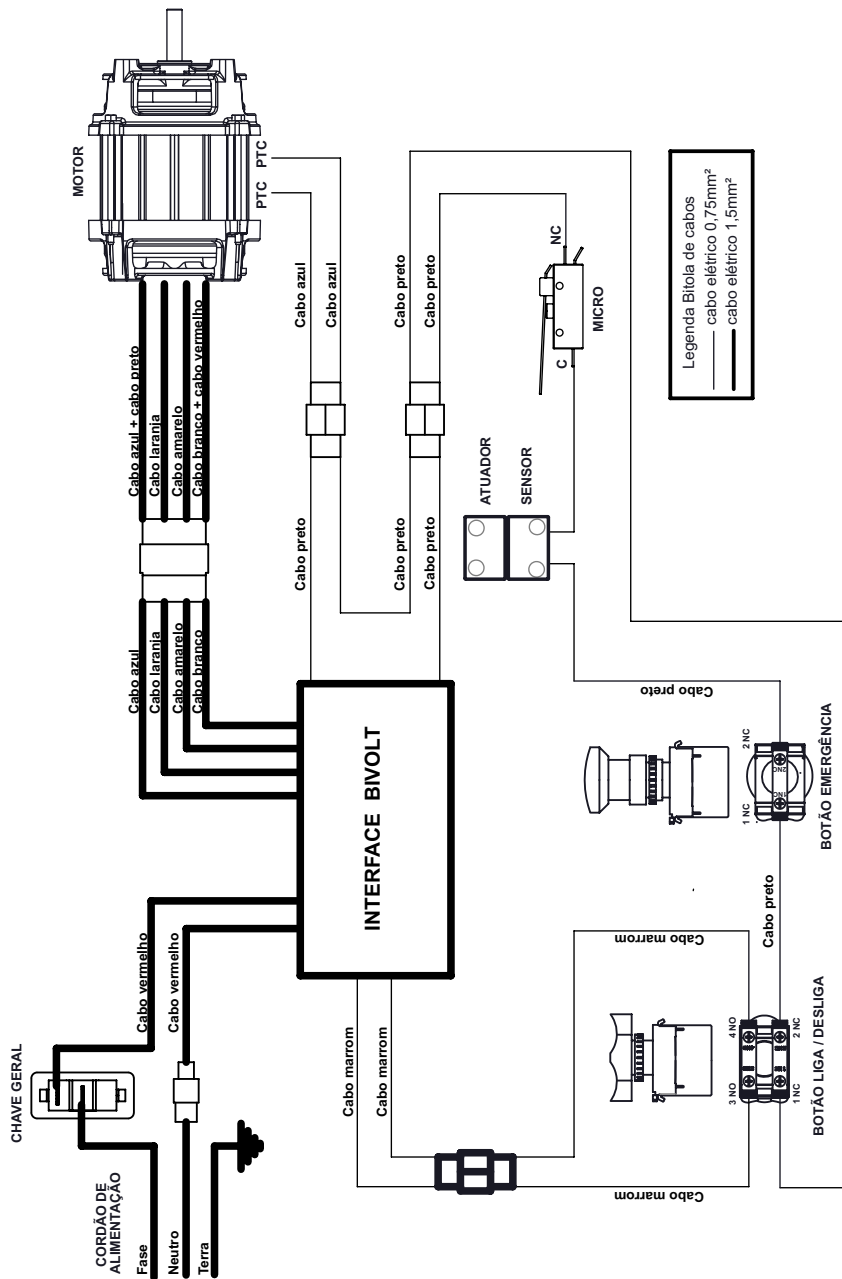 MOTOR
PTC
PTC
Cabo azul + cabo preto
Cabo laranja
Cabo amarelo
Cabo branco + cabo vermelho
Cabo azul
Cabo azul
Cabo preto
Cabo preto
NC
C
MICRO
Legenda Bitola de cabos
cabo elétrico 0,75mm²
cabo elétrico 1,5mm²
ATUADOR
SENSOR
Cabo azul
Cabo laranja
Cabo amarelo
Cabo branco
Cabo preto
Cabo preto
Cabo preto
Cabo preto
INTERFACE BIVOLT
2 NC
2NC
1NC
1 NC
BOTÃO EMERGÊNCIA
Cabo preto
Cabo vermelho
Cabo vermelho
Cabo marrom
Cabo marrom
Cabo marrom
Cabo marrom
4 NO
2 NC
3 NO
1 NC
BOTÃO LIGA / DESLIGA
CHAVE GERAL
CORDÃO DE
ALIMENTAÇÃO
Fase
Neutro
Terra